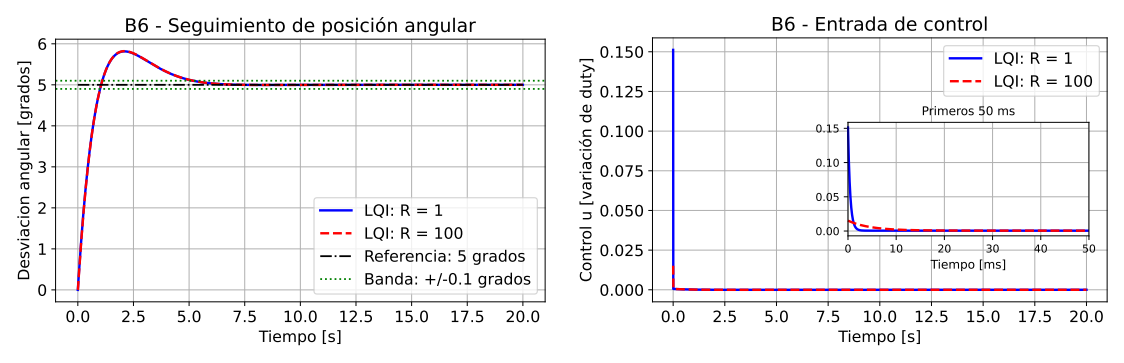 B6 - Seguimiento de posición angular
Desviacion angular [grados]
6
5
4
3
2
1
0
LQI: R = 1
LQI: R = 100
Referencia: 5 grados
Banda: +/-0.1 grados
0.0 2.5 5.0 7.5 10.0 12.5 15.0 17.5 20.0
Tiempo [s]
B6 - Entrada de control
Control u [variación de duty]
0.150
0.125
0.100
0.075
0.050
0.025
0.000
LQI: R = 1
LQI: R = 100
Primeros 50 ms
0.15
0.10
0.05
0.00
0 10 20 30 40 50
Tiempo [ms]
0.0 2.5 5.0 7.5 10.0 12.5 15.0 17.5 20.0
Tiempo [s]